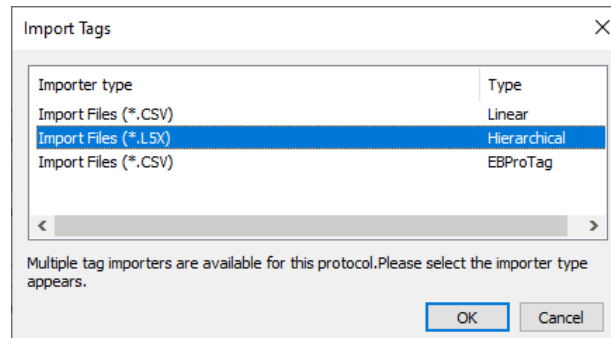 Import Tags
Importer type Type
Import Files (*.CSV) Linear
Import Files (*.L5X) Hierarchical
Import Files (*.CSV) EBProTag
Multiple tag importers are available for this protocol.Please select the importer type
appears.
OK Cancel